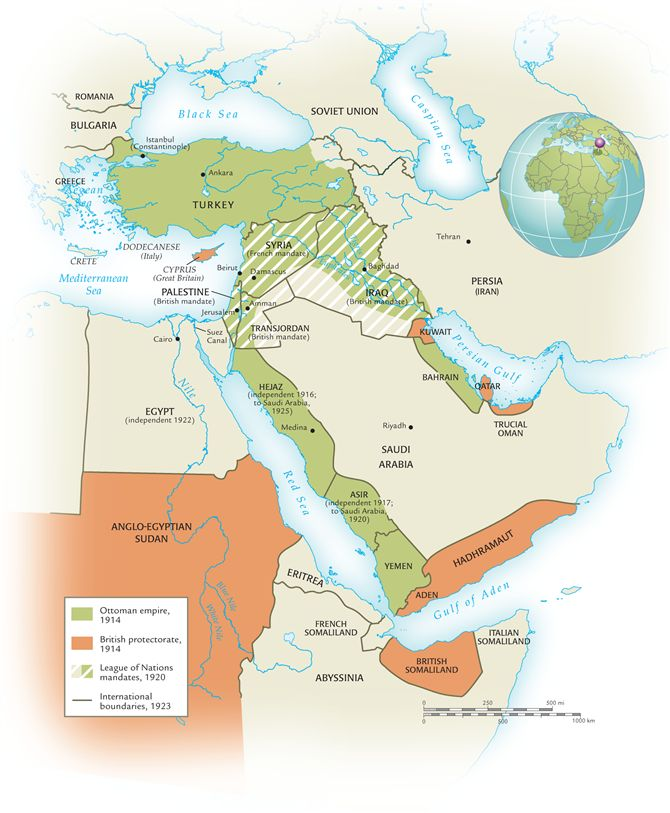 ROMANIA
BULGARIA
Black Sea
SOVIET UNION
Caspian Sea
Istanbul
(Constantinople)
Ankara
GREECE
Aegean
Sea
TURKEY
Tehran
DODECANESE
(Italy)
CRETE
CYPRUS
(Great Britain)
Mediterranean
Sea
SYRIA
(French mandate)
Beirut
Damascus
Baghdad
PERSIA
(IRAN)
PALESTINE
(British mandate)
IRAQ
(British mandate)
Jerusalem
Amman
TRANSJORDAN
(British mandate)
Suez
Canal
Cairo
KUWAIT
Persian Gulf
BAHRAIN
QATAR
TRUCIAL
OMAN
Nile
HEJAZ
(independent 1916;
to Saudi Arabia,
1925)
Medina
Riyadh
EGYPT
(independent 1922)
SAUDI
ARABIA
Red Sea
ASIR
(independent 1917;
to Saudi Arabia,
1920)
ANGLO-EGYPTIAN
SUDAN
HADHRAMAUT
YEMEN
ADEN
Gulf of Aden
ERITREA
Blue Nile
White Nile
FRENCH
SOMALILAND
ITALIAN
SOMALILAND
BRITISH
SOMALILAND
ABYSSINIA
Ottoman empire,
1914
British protectorate,
1914
League of Nations
mandates, 1920
International
boundaries, 1923
0 250 500 mi
0 500 1000 km